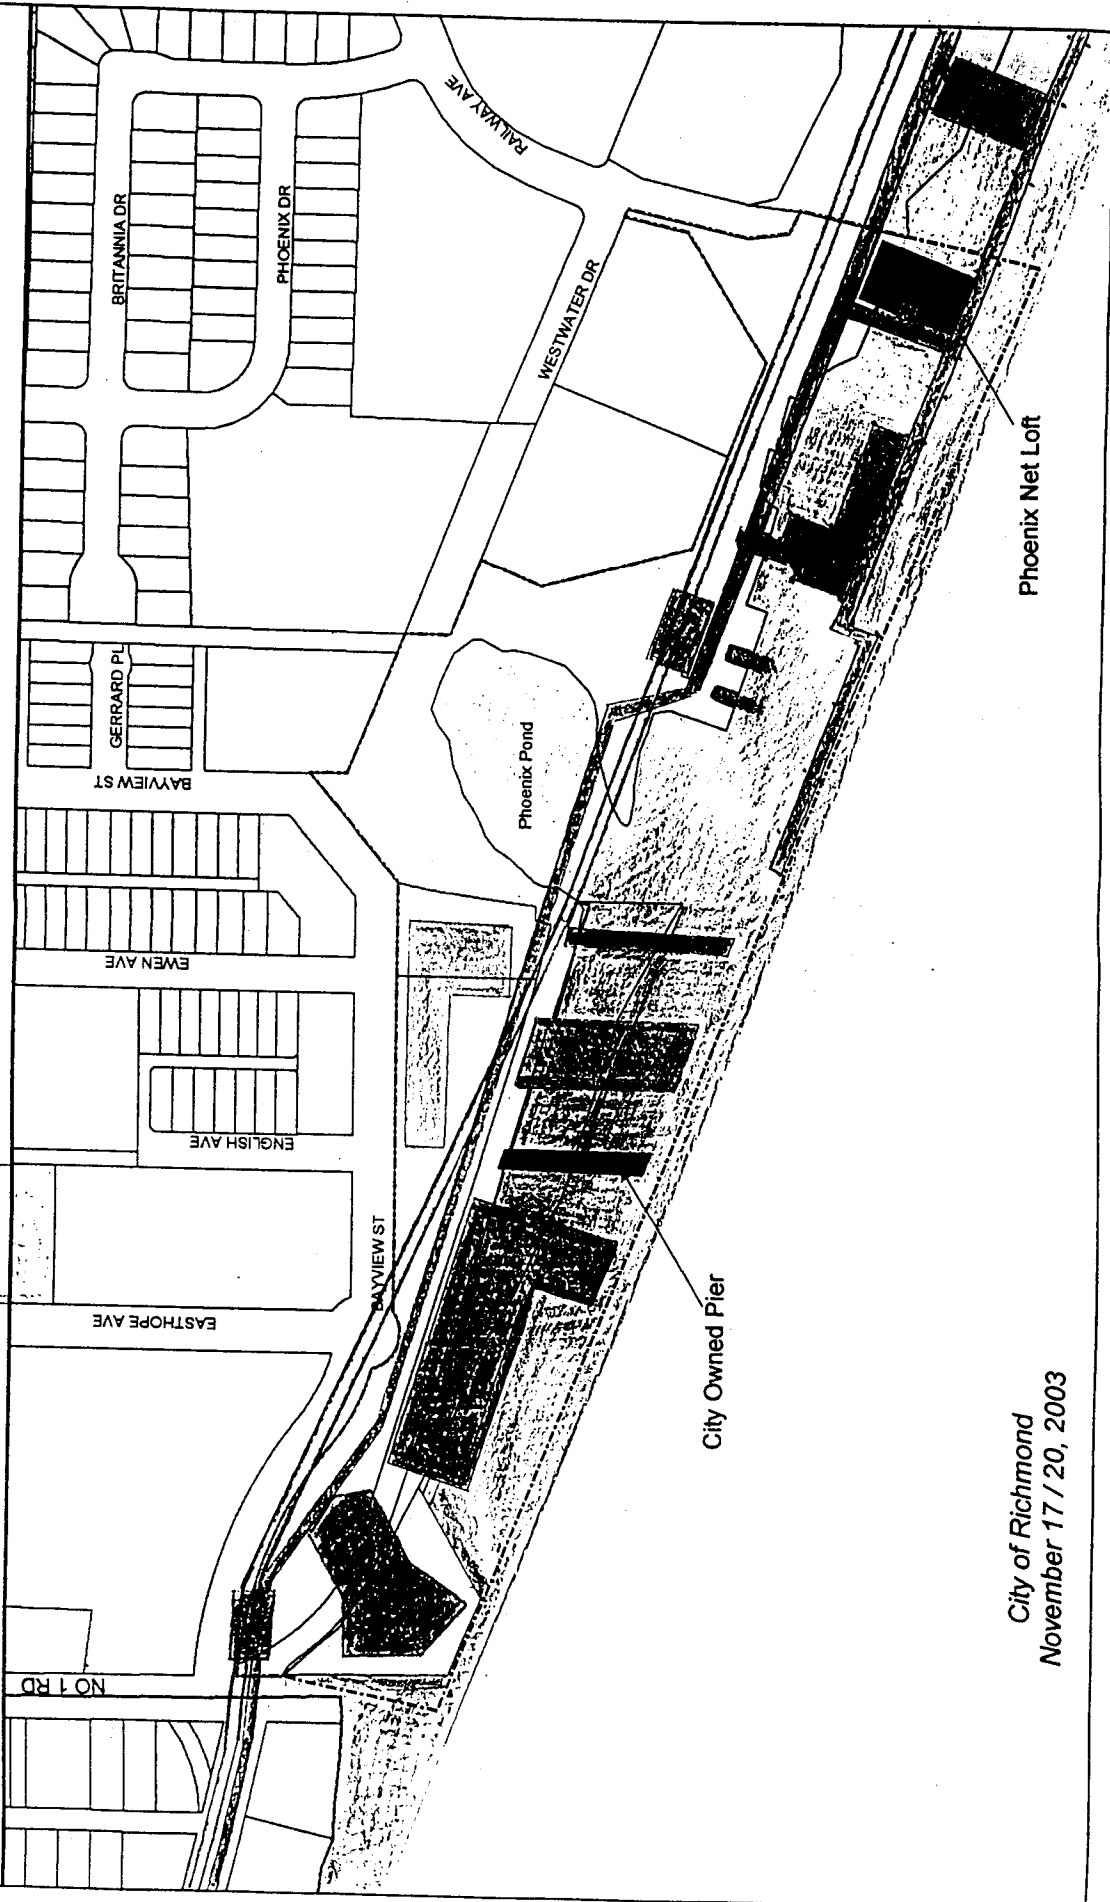 RAILWAY AVE
BRITANNIA DR
PHOENIX DR
WESTWATER DR
Phoenix Net Loft
GERRARD PL
BAYVIEW ST
Phoenix Pond
EWEN AVE
ENGLISH AVE
BAYVIEW ST
EASTHOPE AVE
City Owned Pier
NO 1 RD
City of Richmond
November 17 / 20, 2003